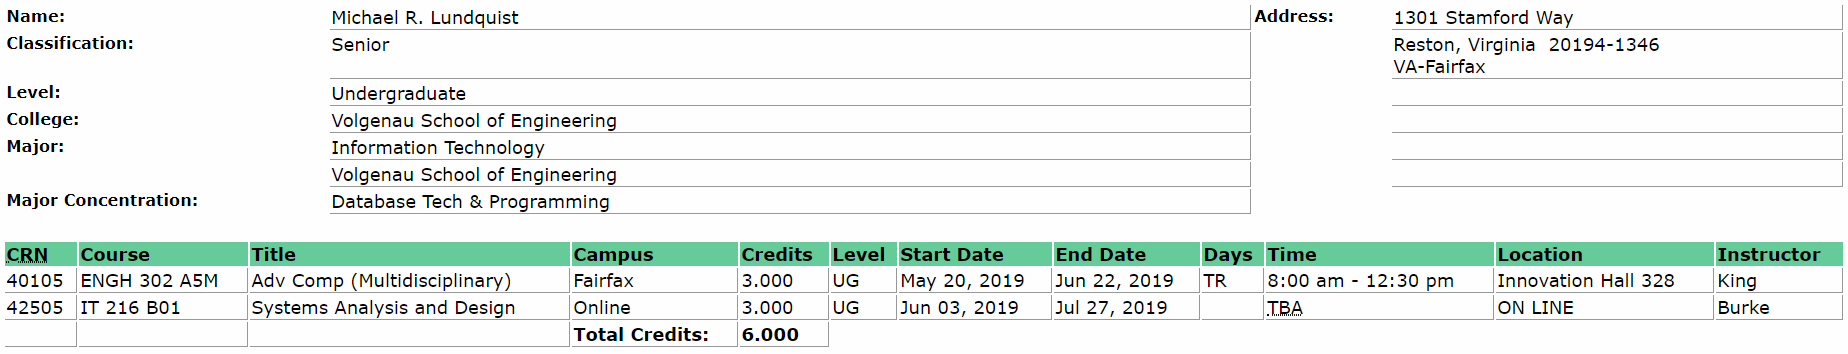 Name: Michael R. Lundquist Address: 1301 Stamford Way
Classification: Senior Reston, Virginia  20194-1346
VA-Fairfax
Level: Undergraduate
College: Volgenau School of Engineering
Major: Information Technology
Volgenau School of Engineering
Major Concentration: Database Tech & Programming
CRN Course Title Campus Credits Level Start Date End Date Days Time Location Instructor
40105 ENGH 302 A5M Adv Comp (Multidisciplinary) Fairfax 3.000 UG May 20, 2019 Jun 22, 2019 TR 8:00 am - 12:30 pm Innovation Hall 328 King
42505 IT 216 B01 Systems Analysis and Design Online 3.000 UG Jun 03, 2019 Jul 27, 2019 TBA ON LINE Burke
Total Credits: 6.000